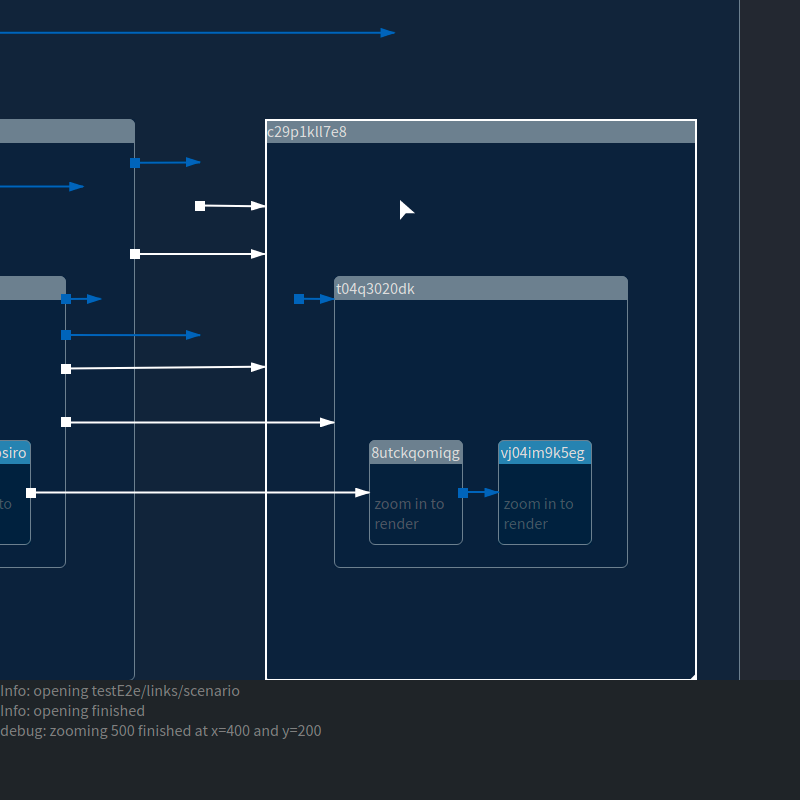 c29p1kll7e8
t04q3020dk
siro
8utckqomiqg
vj04im9k5eg
to
zoom in to
render
zoom in to
render
Info: opening testE2e/links/scenario
Info: opening finished
debug: zooming 500 finished at x=400 and y=200